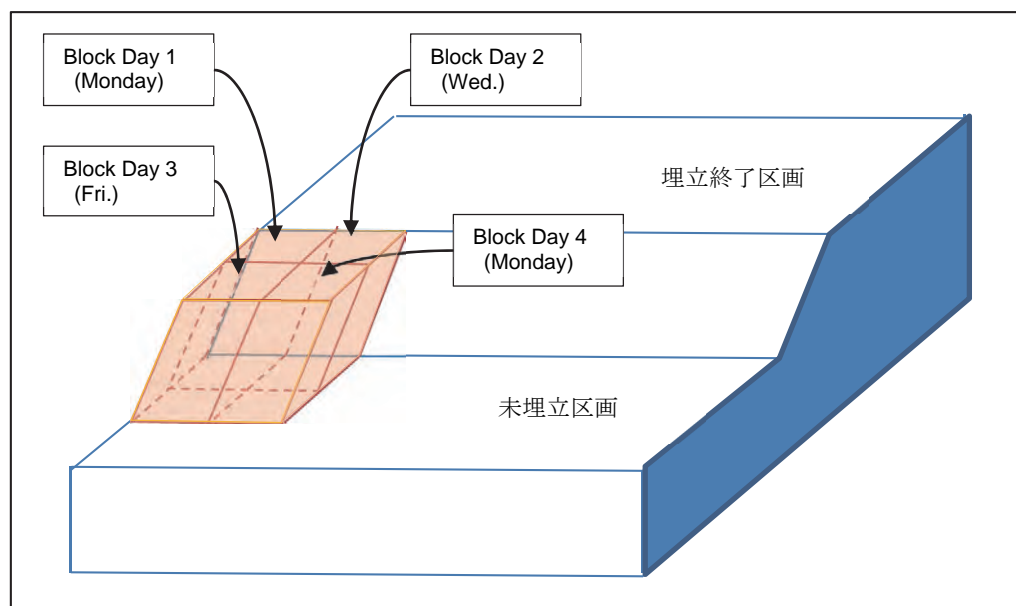 Block Day 1
(Monday)
Block Day 2
(Wed.)
Block Day 3
(Fri.)
埋立終了区画
Block Day 4
(Monday)
未埋立区画